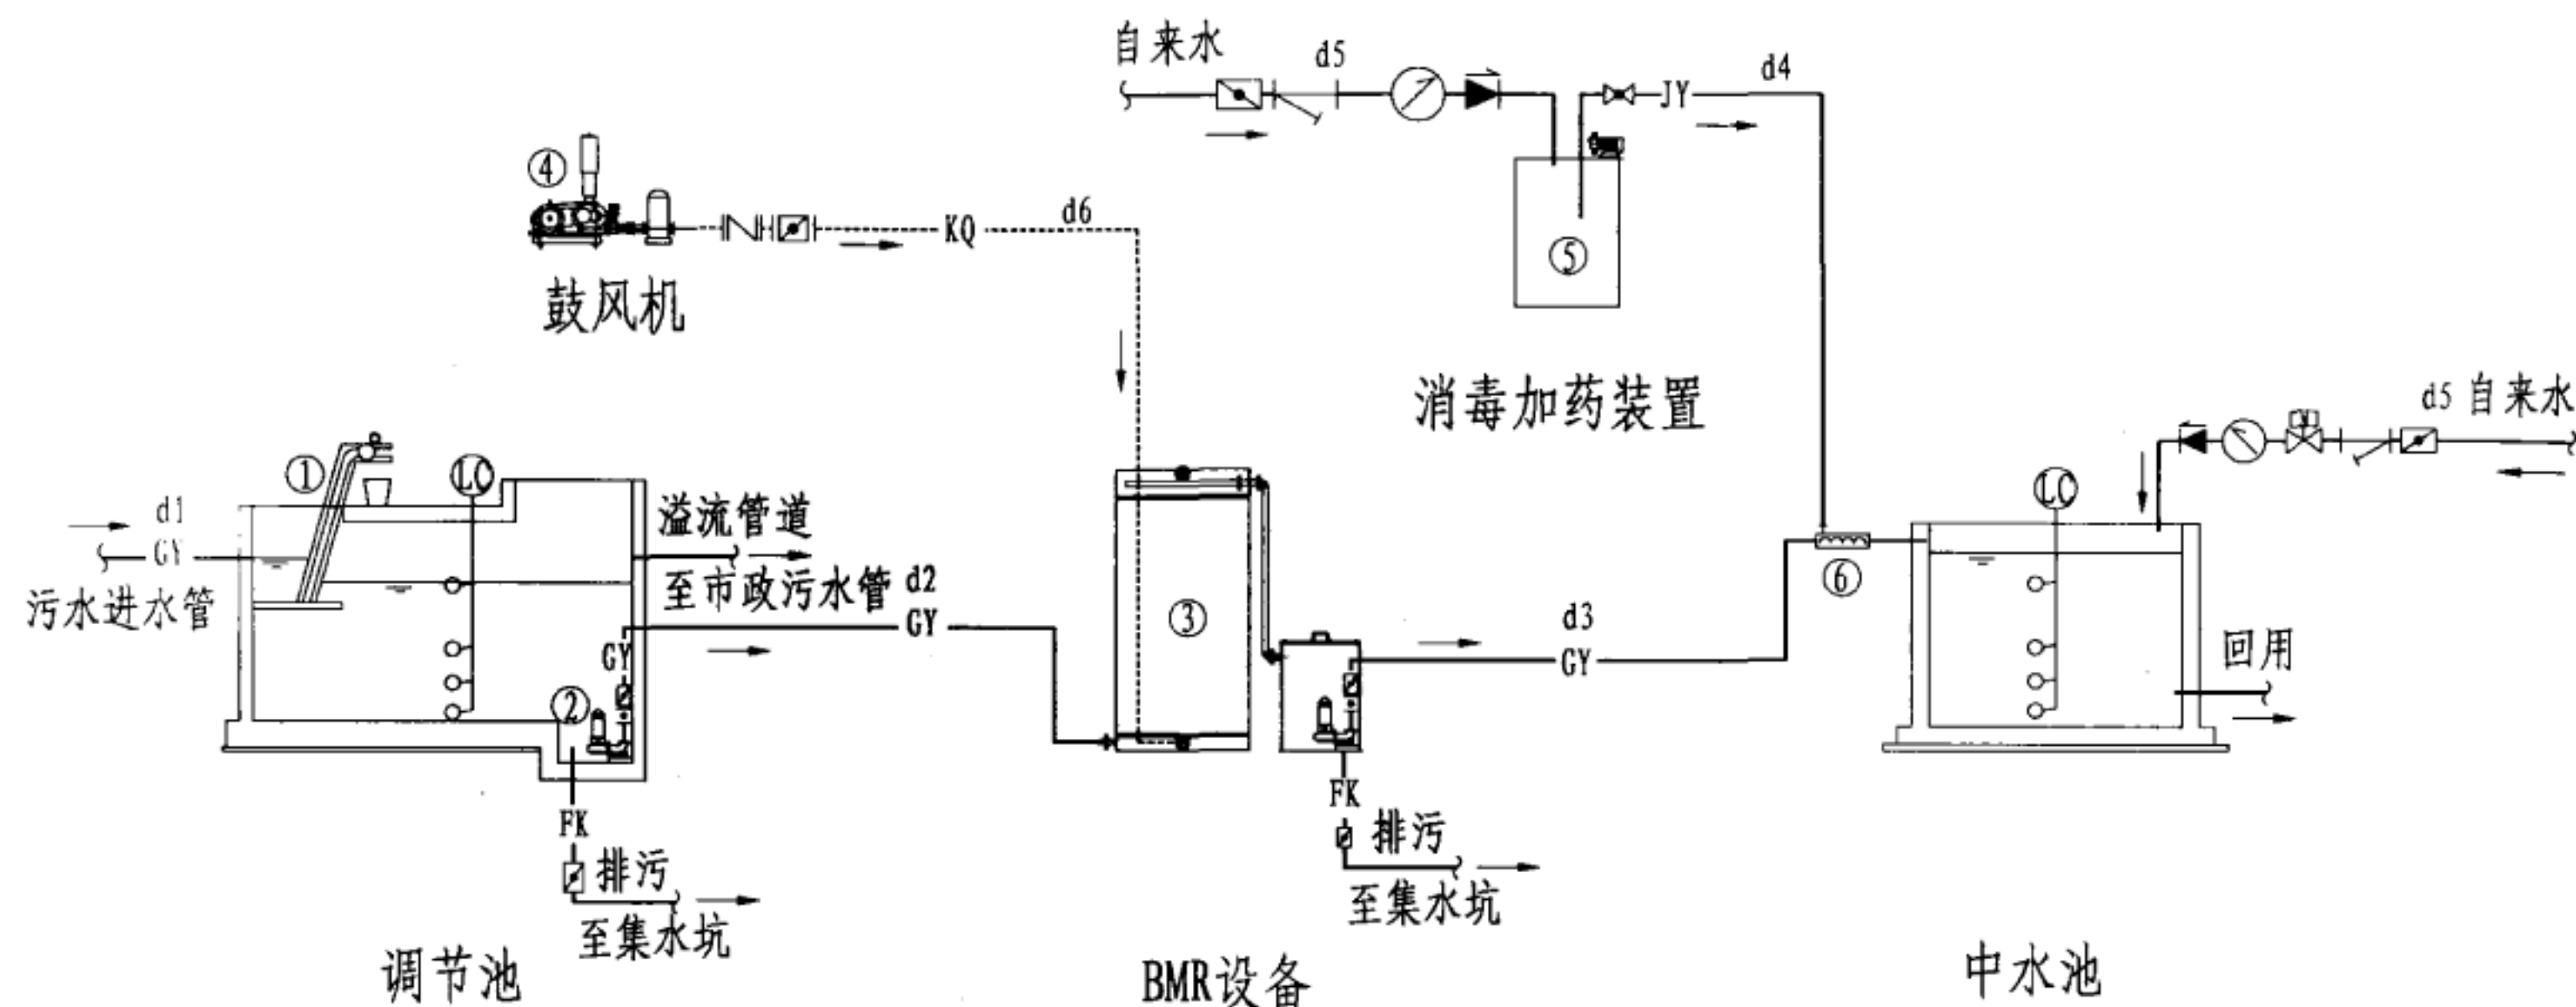 自来水
d5
JY
d4
④
KQ
d6
鼓风机
⑤
消毒加药装置
d5 自来水
①
LC
d1
GY
污水进水管
溢流管道
至市政污水管 d2
GY
GY
②
③
d3
GY
⑥
LC
回用
FK
排污
至集水坑
FK
排污
至集水坑
调节池
BMR设备
中水池